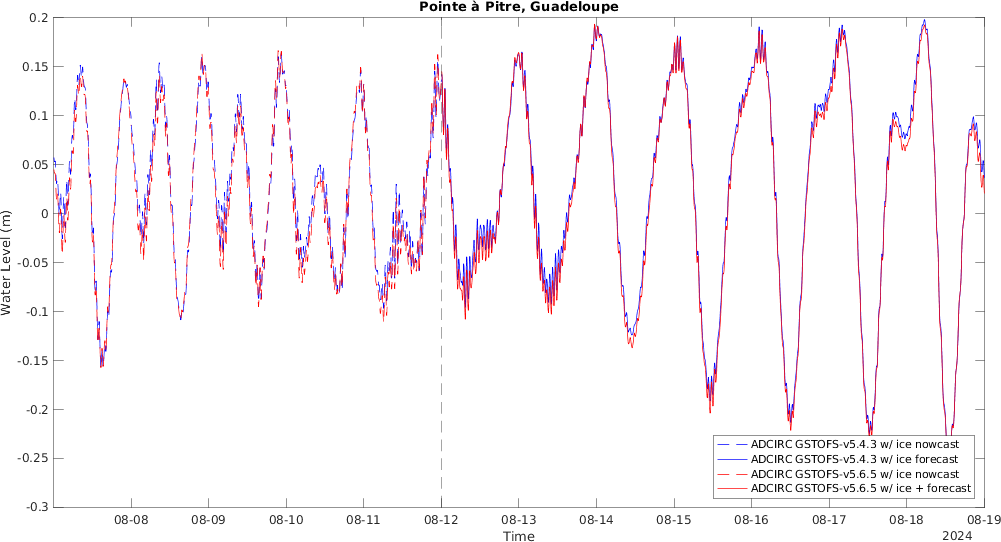 Pointe à Pitre, Guadeloupe
Water Level (m)
0.2
0.15
0.1
0.05
0
-0.05
-0.1
-0.15
-0.2
-0.25
-0.3
ADCIRC GSTOFS-v5.4.3 w/ ice nowcast
ADCIRC GSTOFS-v5.4.3 w/ ice forecast
ADCIRC GSTOFS-v5.6.5 w/ ice nowcast
ADCIRC GSTOFS-v5.6.5 w/ ice + forecast
08-08 08-09 08-10 08-11 08-12 08-13 08-14 08-15 08-16 08-17 08-18 08-19
Time
2024